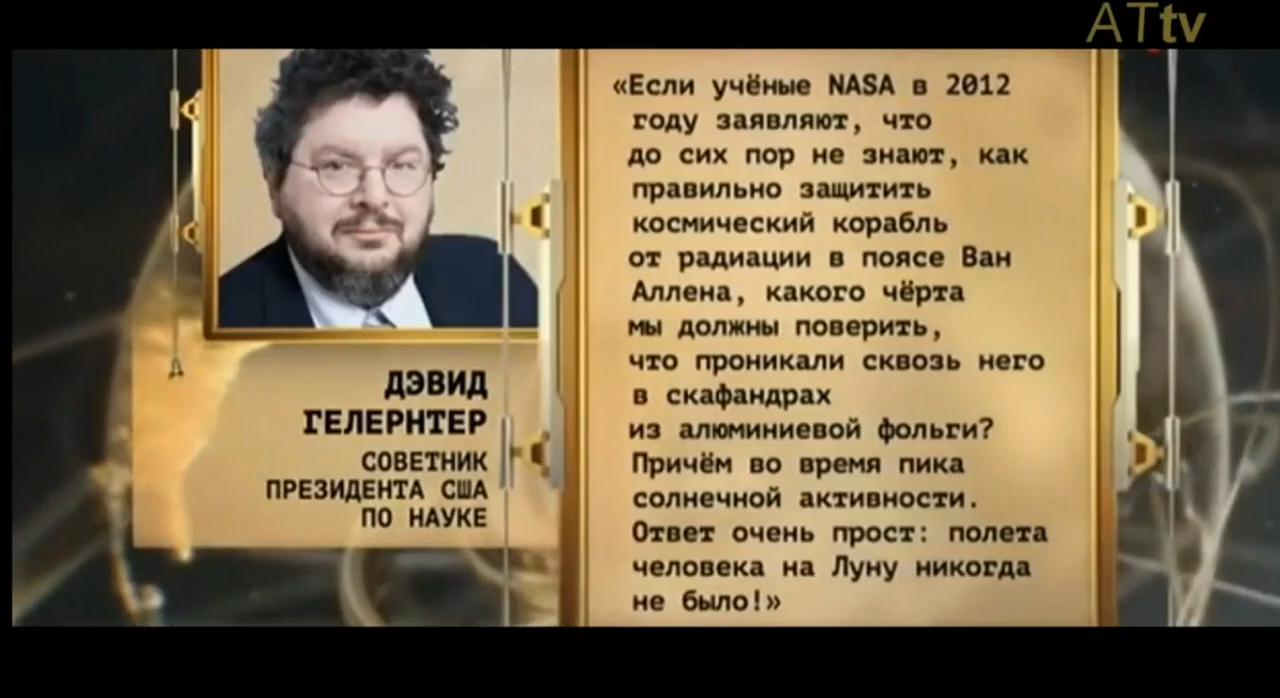 ATtv
ДЭВИД
ГЕЛЕРНТЕР
СОВЕТНИК
ПРЕЗИДЕНТА США
ПО НАУКЕ
«Если учёные NASA в 2012
году заявляют, что
до сих пор не знают, как
правильно защитить
космический корабль
от радиации в поясе Ван
Аллена, какого чёрта
мы должны поверить,
что проникали сквозь него
в скафандрах
из алюминиевой фольги?
Причём во время пика
солнечной активности.
Ответ очень прост: полета
человека на Луну никогда
не было!»